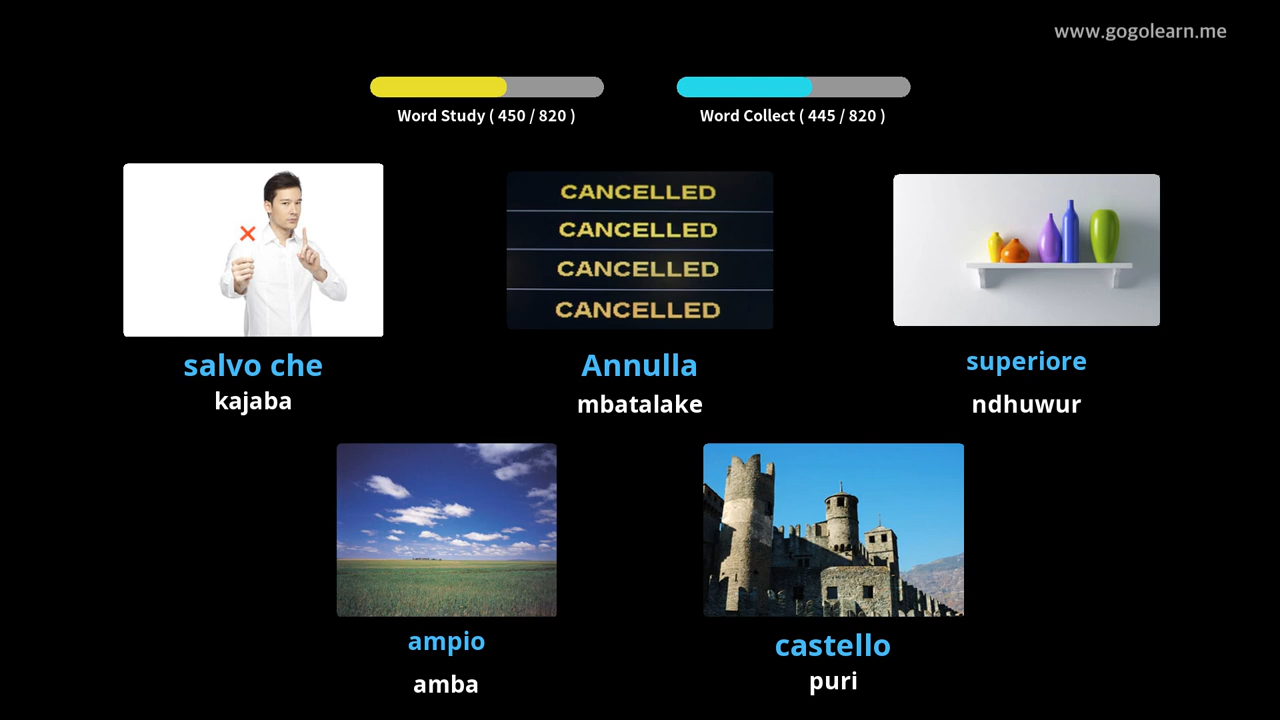 www.gogolearn.me
Word Study ( 450 / 820 )
Word Collect ( 445 / 820 )
CANCELLED
CANCELLED
CANCELLED
CANCELLED
salvo che
kajaba
Annulla
mbatalake
superiore
ndhuwur
ampio
amba
castello
puri